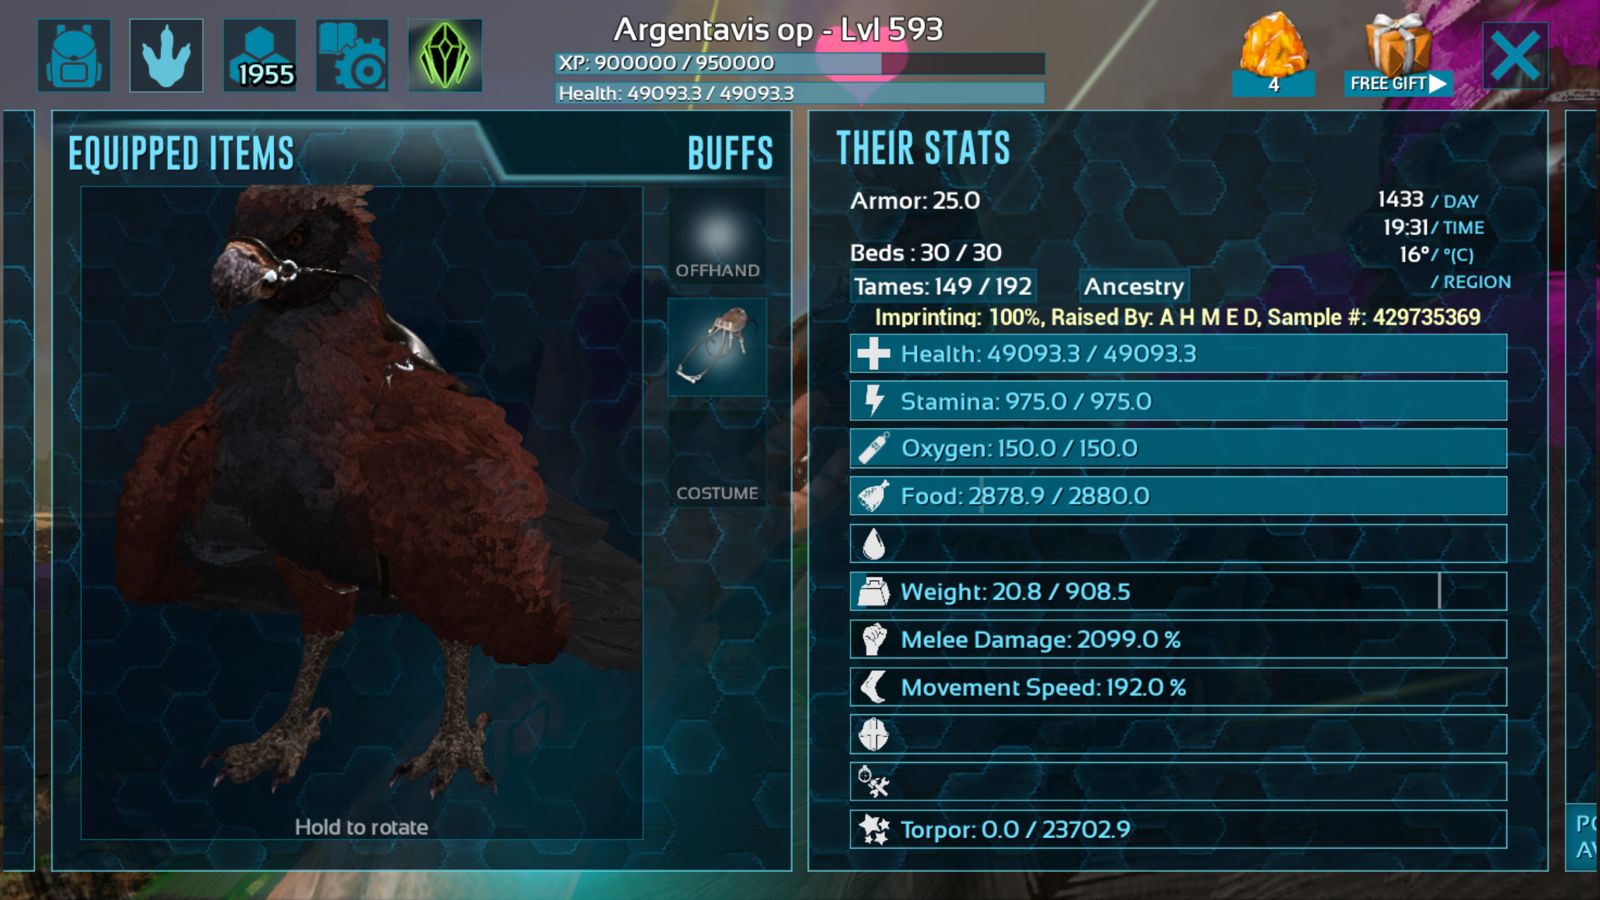 Argentavis op - Lvl 593
XP: 900000 / 950000
Health: 49093.3 / 49093.3
1955
4
FREE GIFT
EQUIPPED ITEMS
BUFFS
OFFHAND
COSTUME
Hold to rotate
THEIR STATS
Armor: 25.0
1433 / DAY
19:31 / TIME
Beds : 30 / 30
16° / °(C)
Tames: 149 / 192
Ancestry
/ REGION
Imprinting: 100%, Raised By: A H M E D, Sample #: 429735369
Health: 49093.3 / 49093.3
Stamina: 975.0 / 975.0
Oxygen: 150.0 / 150.0
Food: 2878.9 / 2880.0
Weight: 20.8 / 908.5
Melee Damage: 2099.0 %
Movement Speed: 192.0 %
Torpor: 0.0 / 23702.9